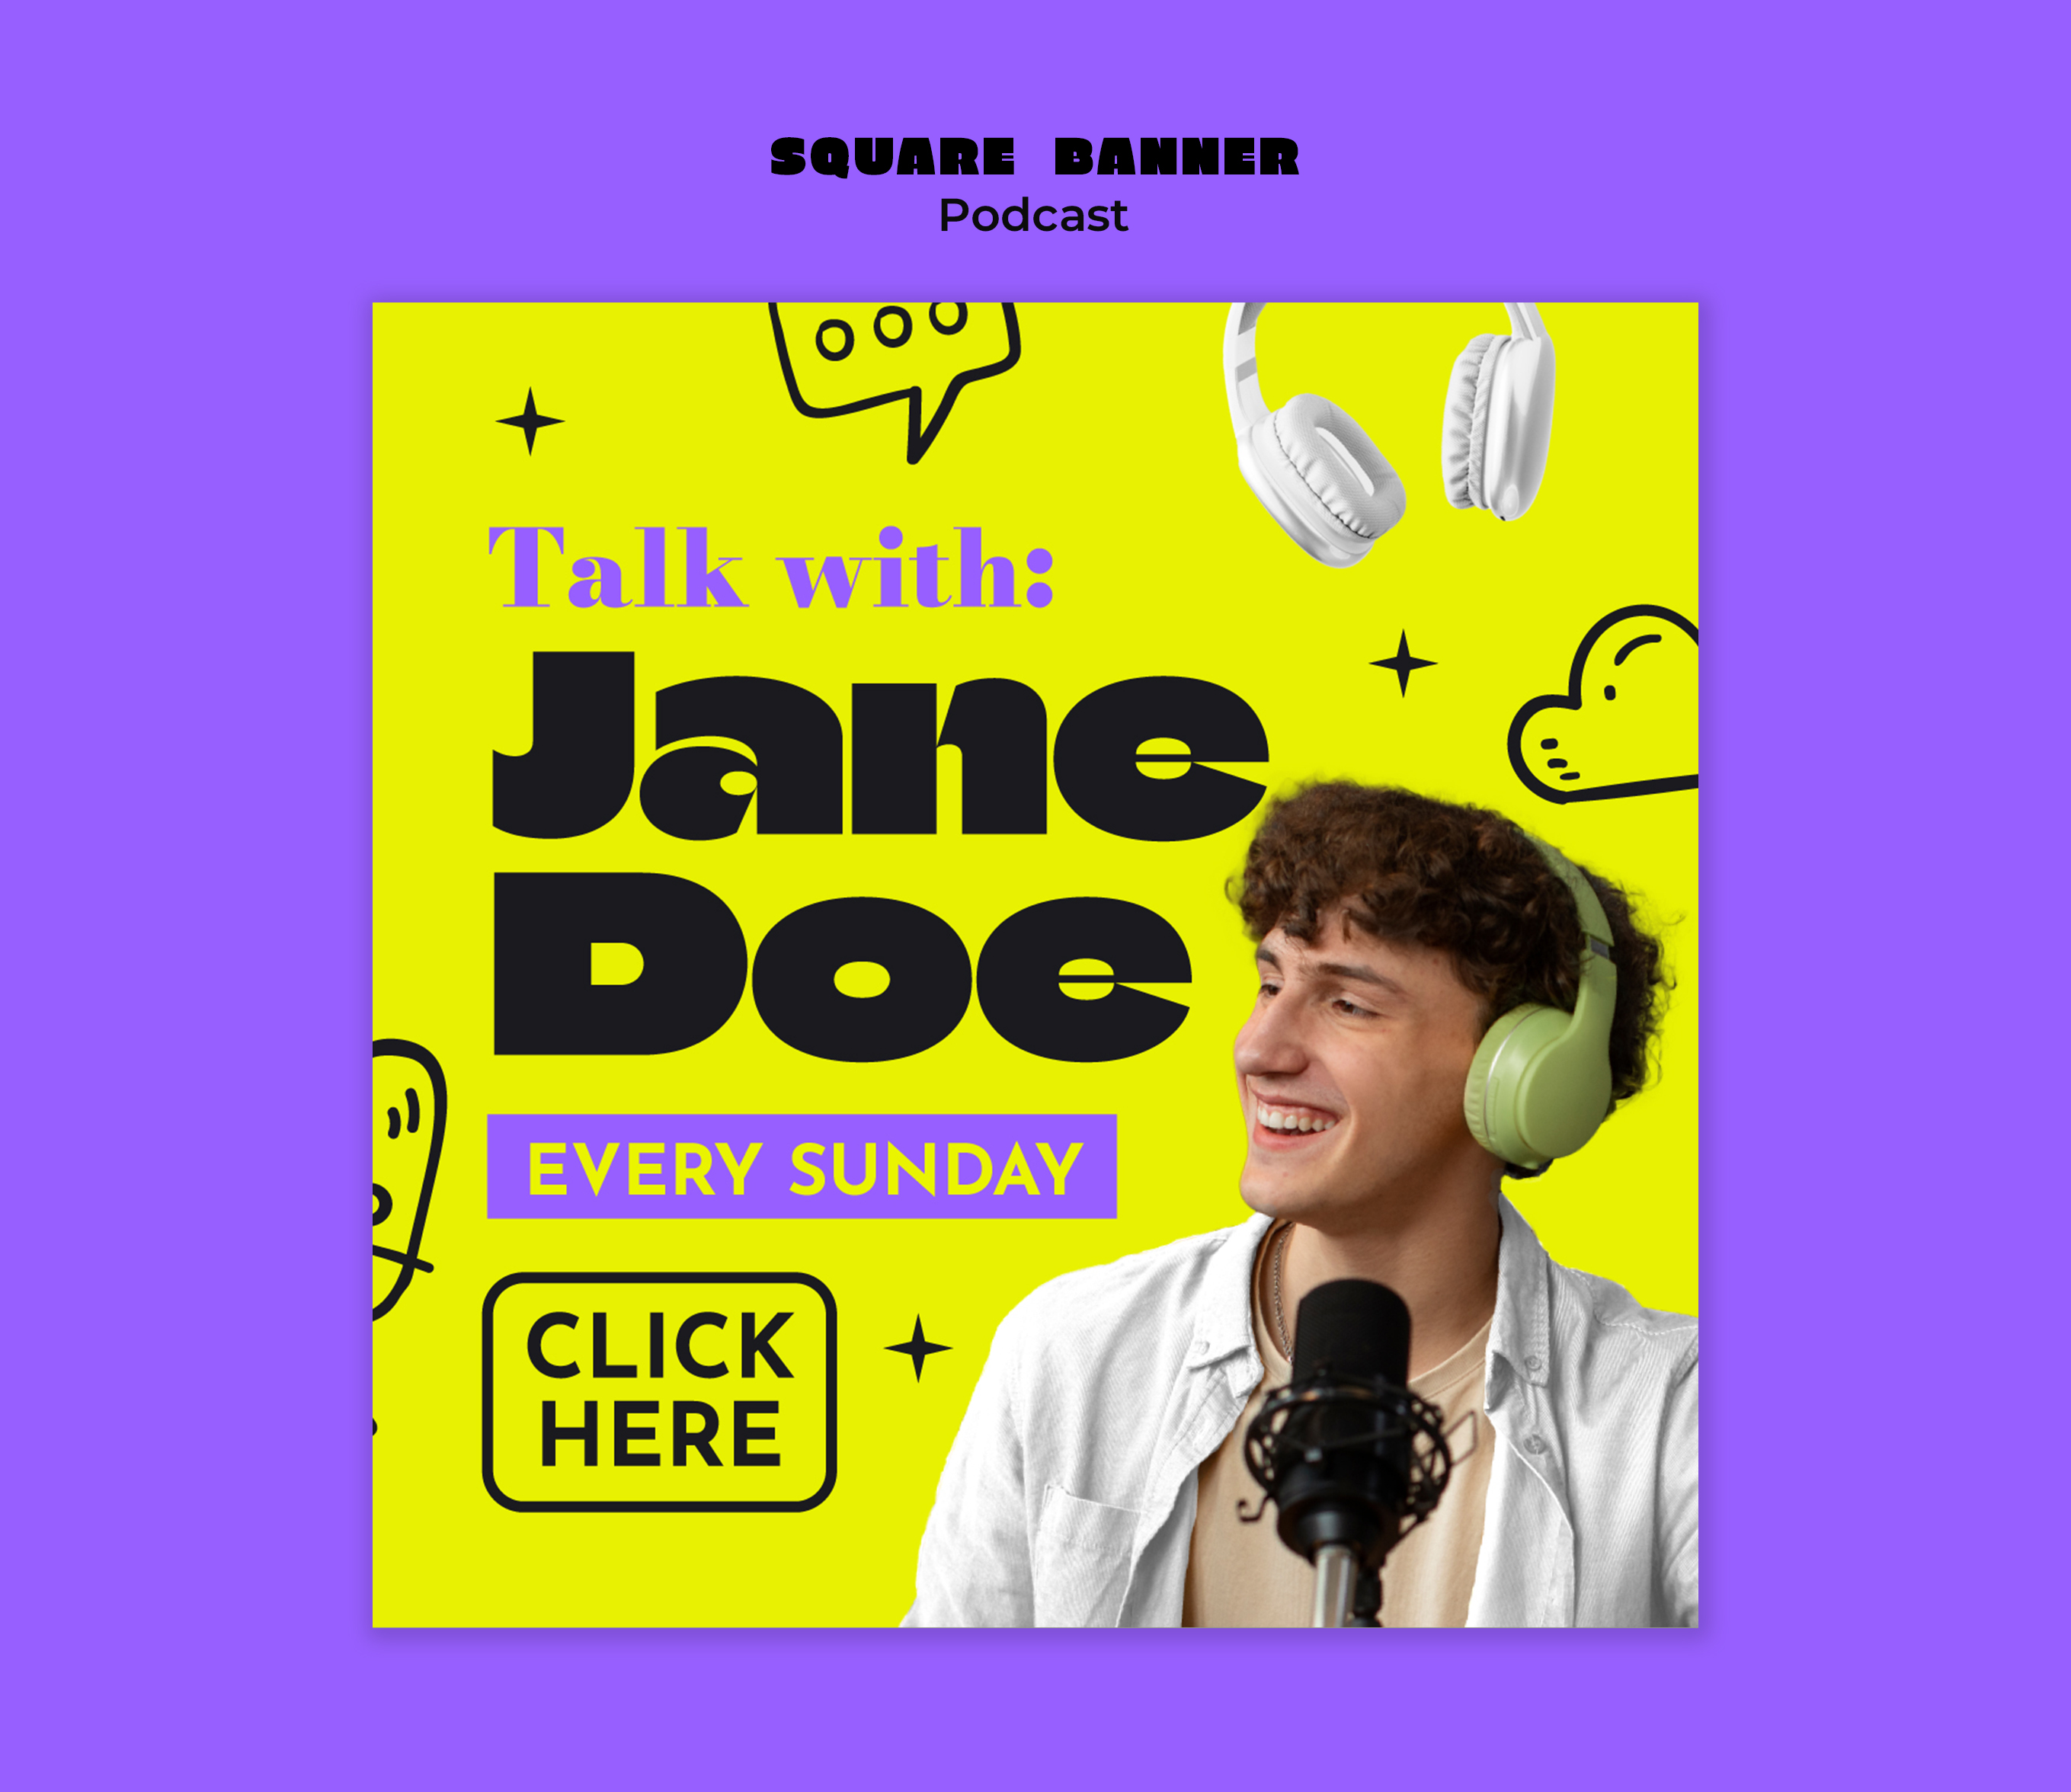 SQUARE BANNER
Podcast
Talk with:
Jane
Doe
EVERY SUNDAY
CLICK
HERE